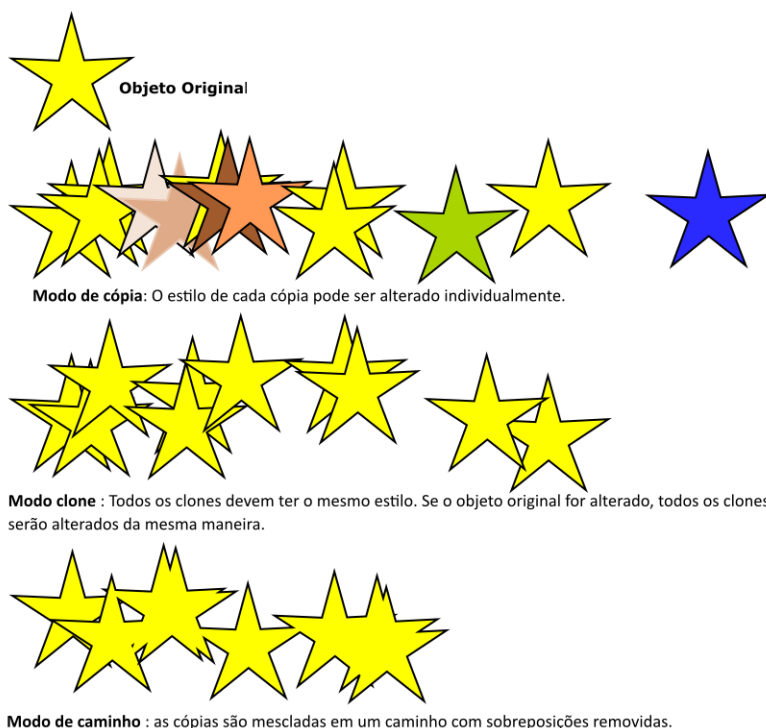 Objeto Original
Modo de cópia: O estilo de cada cópia pode ser alterado individualmente.
Modo clone : Todos os clones devem ter o mesmo estilo. Se o objeto original for alterado, todos os clones
serão alterados da mesma maneira.
Modo de caminho : as cópias são mescladas em um caminho com sobreposições removidas.